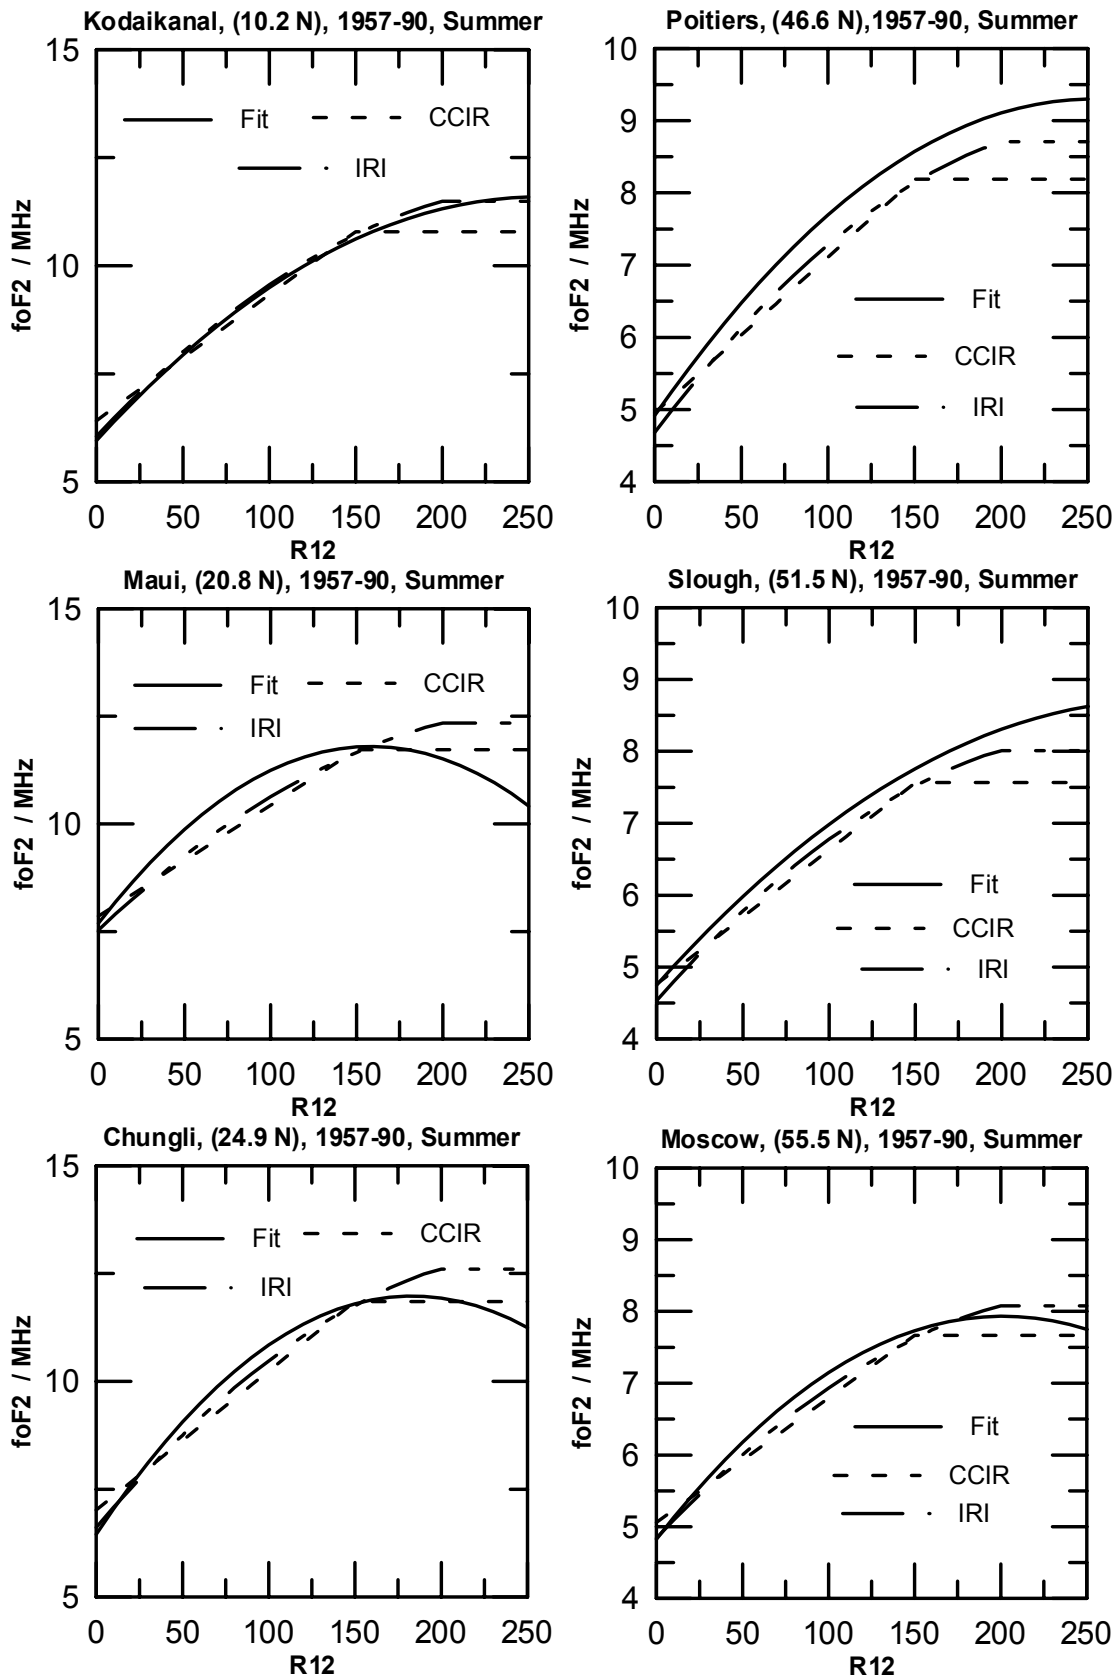 Kodaikanal, (10.2 N), 1957-90, Summer
15
10
5
foF2 / MHz
Fit
CCIR
IRI
0 50 100 150 200 250
R12
Poitiers, (46.6 N),1957-90, Summer
10
9
8
7
6
5
4
foF2 / MHz
Fit
CCIR
IRI
0 50 100 150 200 250
R12
Maui, (20.8 N), 1957-90, Summer
15
10
5
foF2 / MHz
Fit
CCIR
IRI
0 50 100 150 200 250
R12
Slough, (51.5 N), 1957-90, Summer
10
9
8
7
6
5
4
foF2 / MHz
Fit
CCIR
IRI
0 50 100 150 200 250
R12
Chungli, (24.9 N), 1957-90, Summer
15
10
5
foF2 / MHz
Fit
CCIR
IRI
0 50 100 150 200 250
R12
Moscow, (55.5 N), 1957-90, Summer
10
9
8
7
6
5
4
foF2 / MHz
Fit
CCIR
IRI
0 50 100 150 200 250
R12